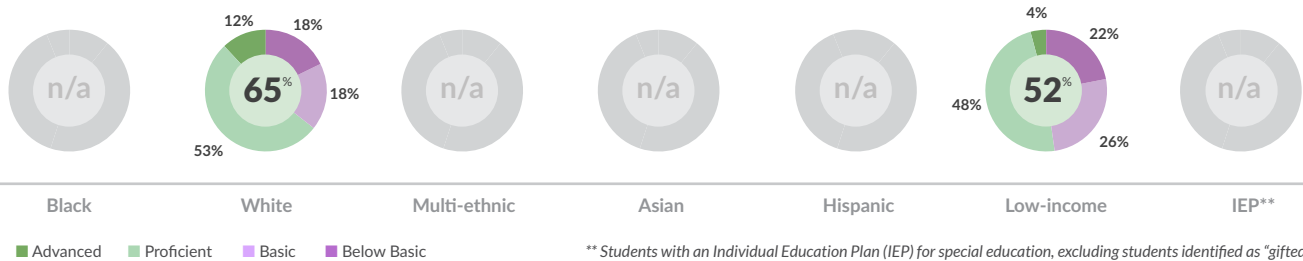 12% 18% 4%
22%
n/a 65% n/a n/a n/a 52% n/a
18% 48%
53% 26%
Black White Multi-ethnic Asian Hispanic Low-income IEP**
Advanced Proficient Basic Below Basic ** Students with an Individual Education Plan (IEP) for special education, excluding students identified as “gifted